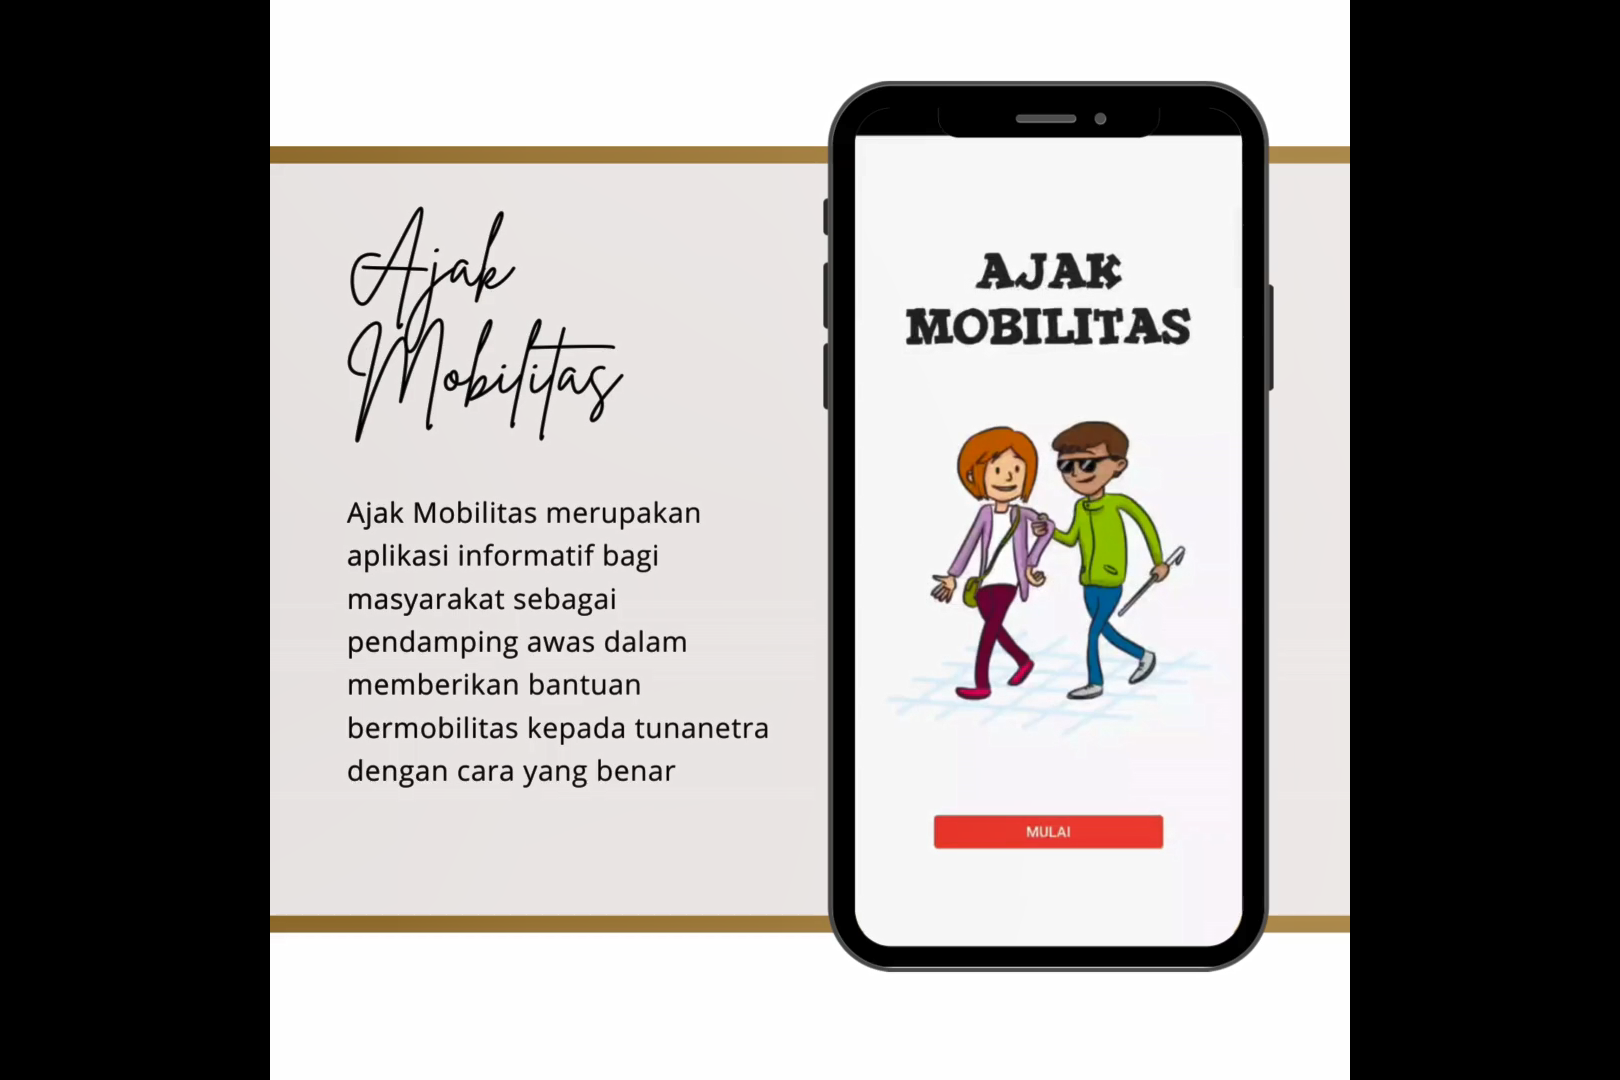 Ajak
Mobilitas
Ajak Mobilitas merupakan
aplikasi informatif bagi
masyarakat sebagai
pendamping awas dalam
memberikan bantuan
bermobilitas kepada tunanetra
dengan cara yang benar
AJAK
MOBILITAS
MULAI